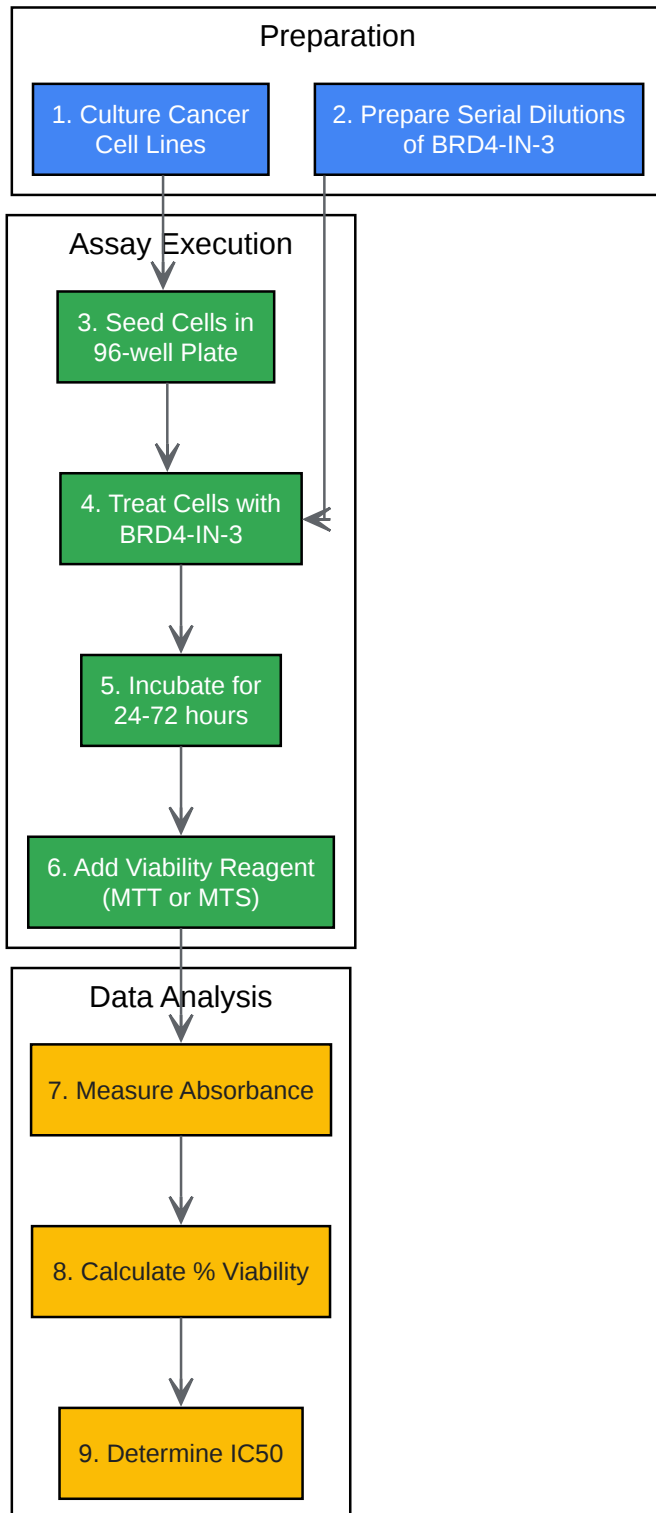 Preparation
1. Culture Cancer
Cell Lines
2. Prepare Serial Dilutions
of BRD4-IN-3
Assay Execution
3. Seed Cells in
96-well Plate
4. Treat Cells with
BRD4-IN-3
5. Incubate for
24-72 hours
6. Add Viability Reagent
(MTT or MTS)
Data Analysis
7. Measure Absorbance
8. Calculate % Viability
9. Determine IC50